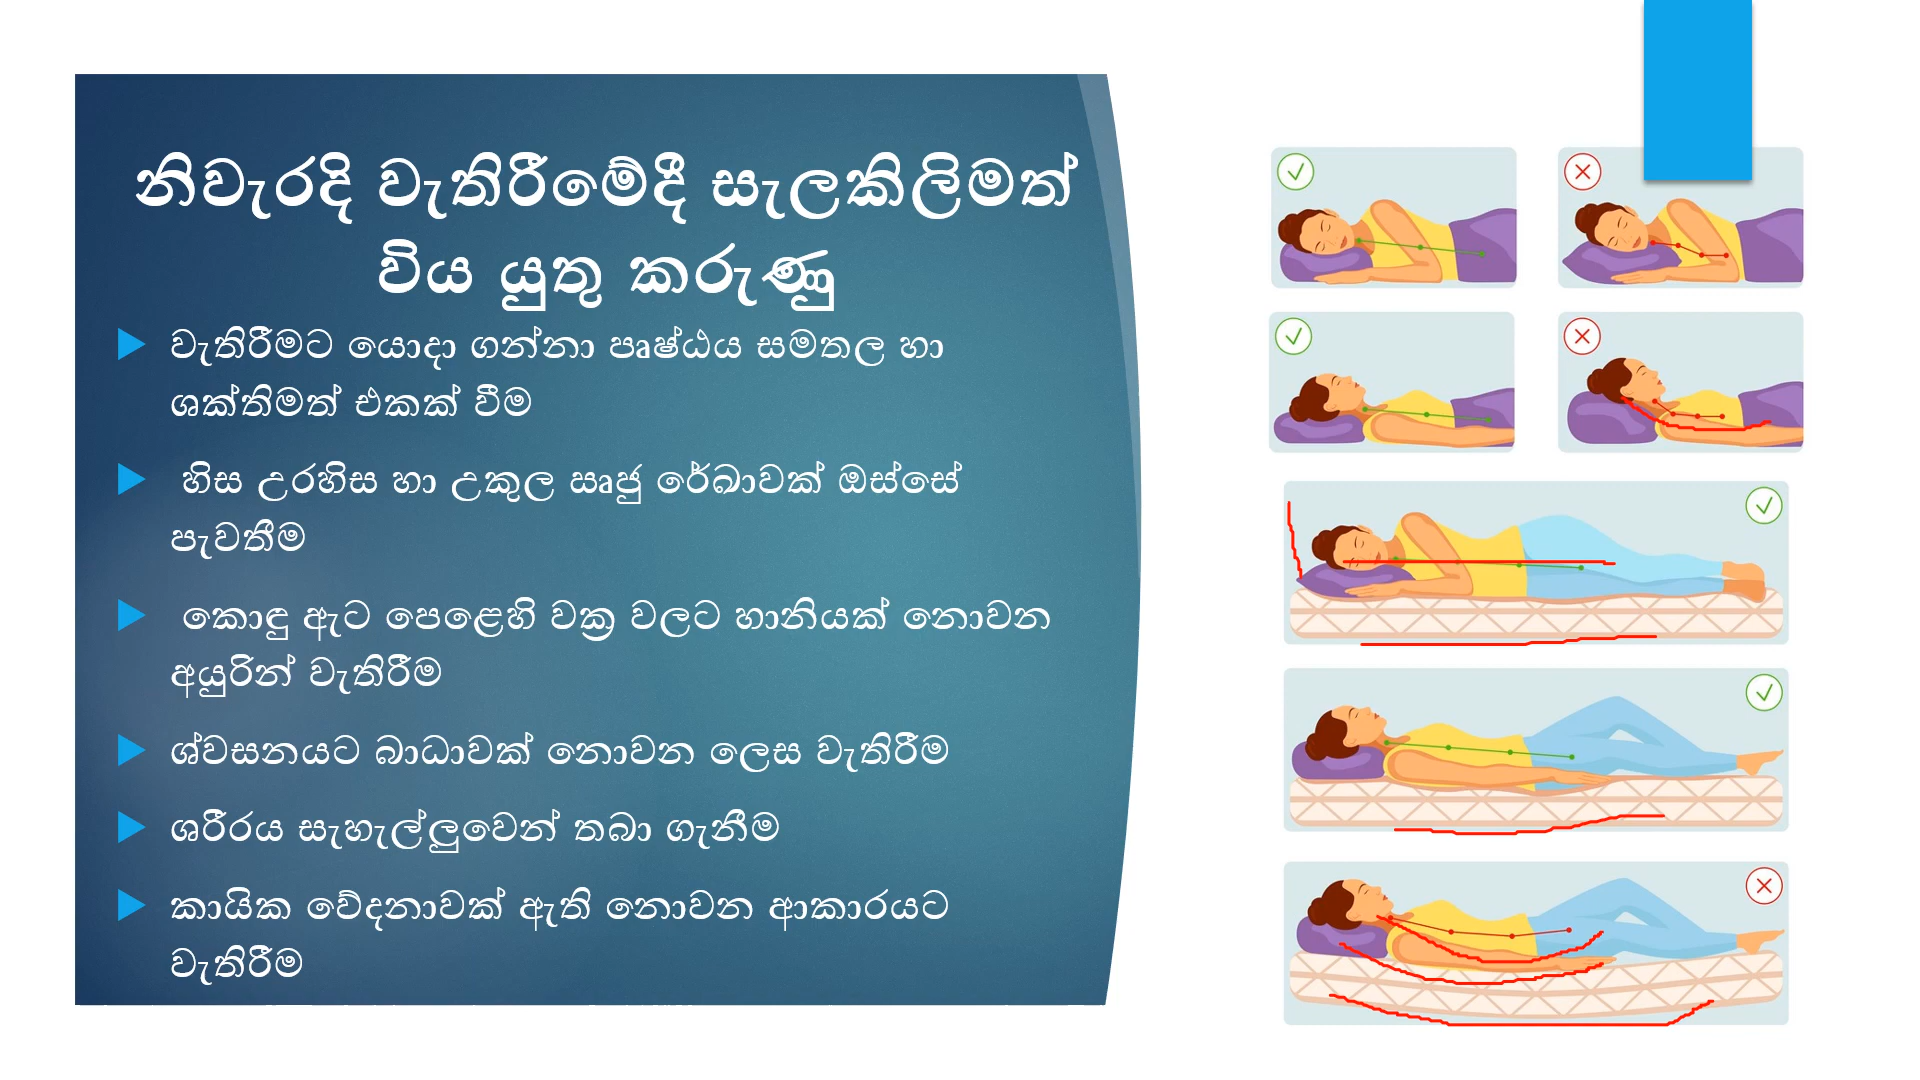 නිවැරදි වැතිරීමේදී සැලකිලිමත්
විය යුතු කරුණු
වැතිරීමට යොදා ගන්නා පෘෂ්ඨය සමතල හා
ශක්තිමත් එකක් වීම
හිස උරහිස හා උකුල ඍජු රේඛාවක් ඔස්සේ
පැවතීම
කොඳු ඇට පෙළෙහි වක්‍ර වලට හානියක් නොවන
අයුරින් වැතිරීම
ශ්වසනයට බාධාවක් නොවන ලෙස වැතිරීම
ශරීරය සැහැල්ලුවෙන් තබා ගැනීම
කායික වේදනාවක් ඇති නොවන ආකාරයට
වැතිරීම